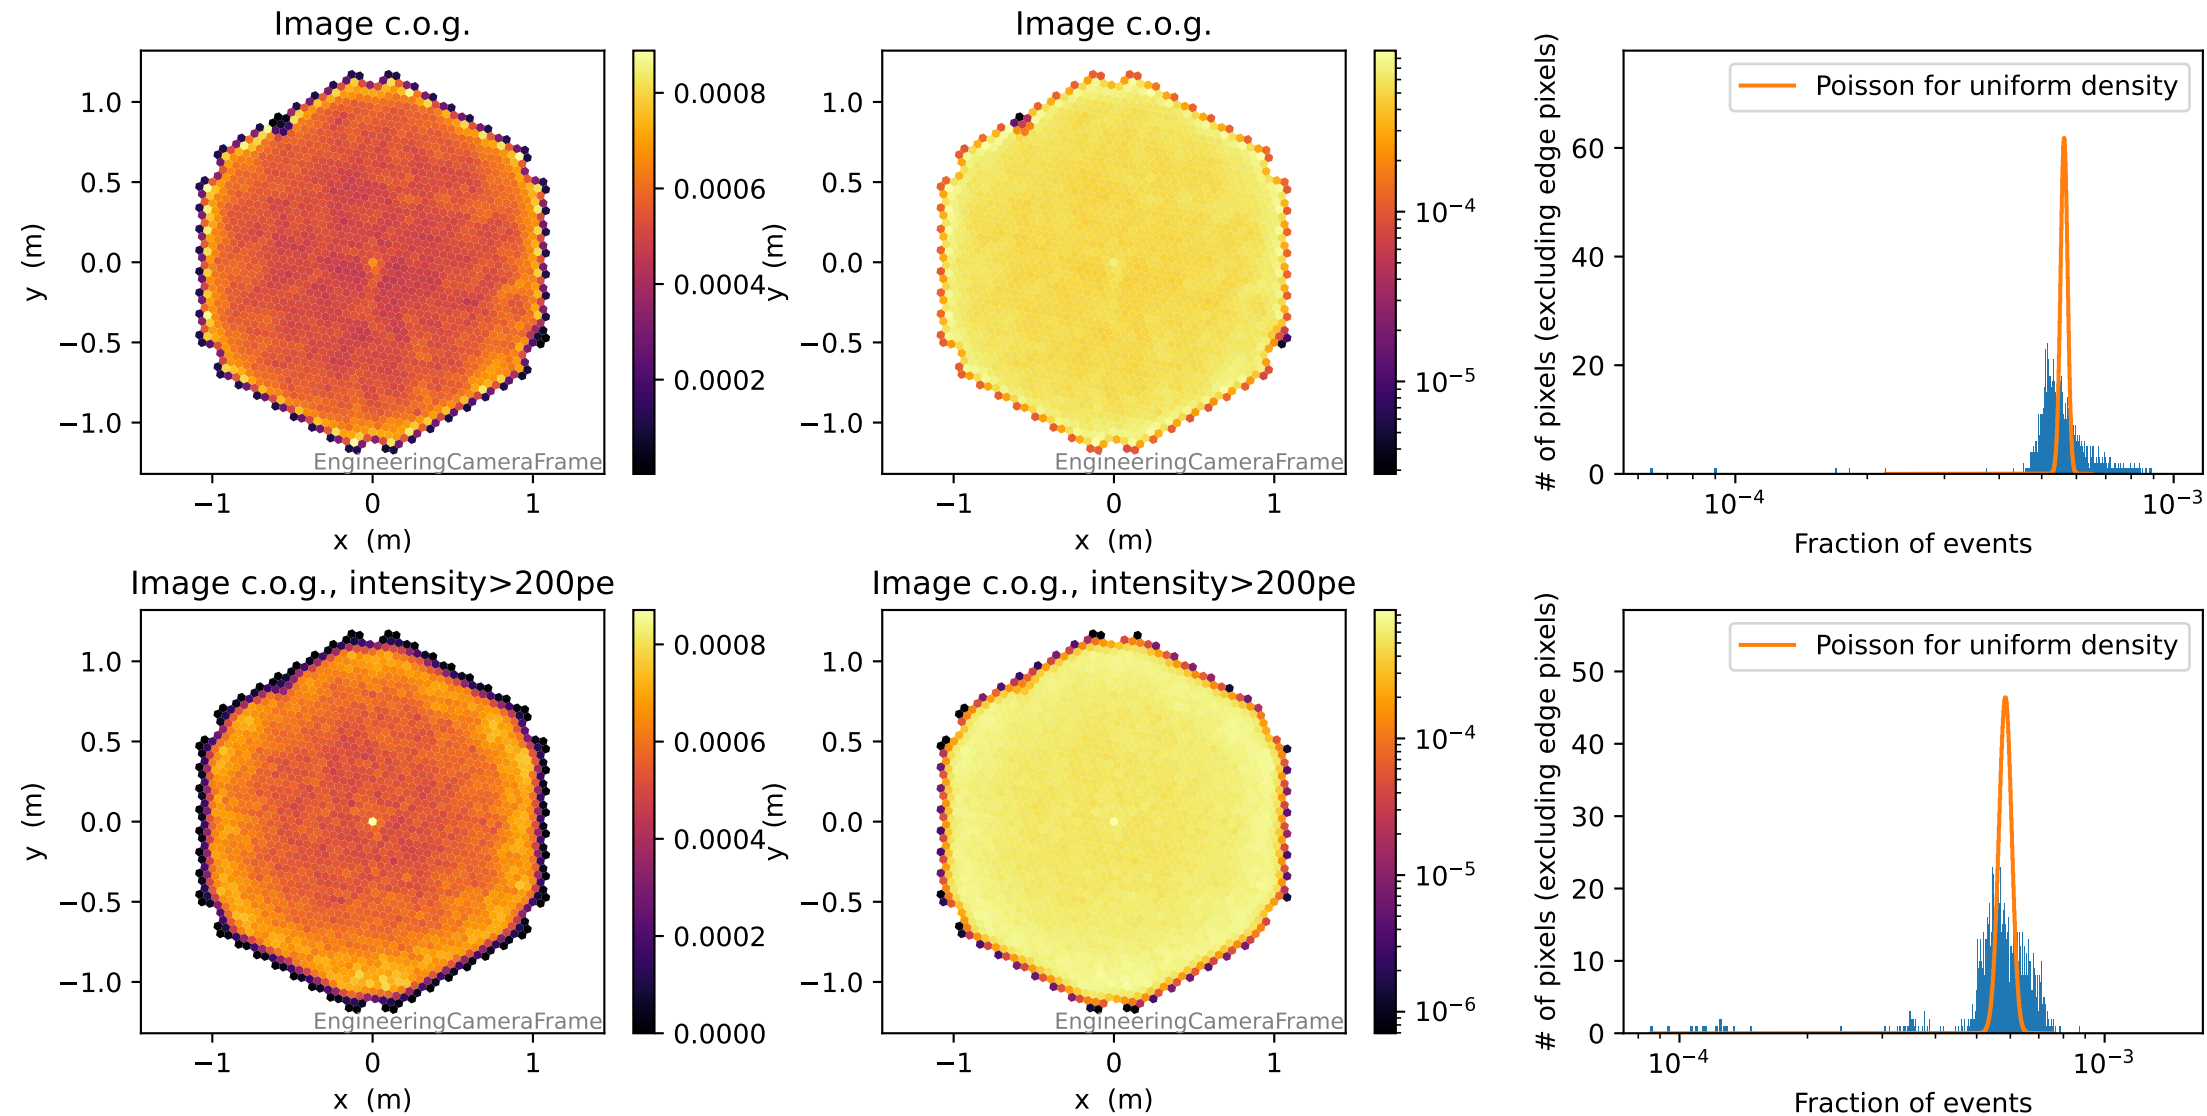 Image c.o.g.
1.0
0.5
0.0
−0.5
−1.0
y (m)
−1
0
1
x (m)
EngineeringCameraFrame
0.0008
0.0006
0.0004
0.0002
Image c.o.g.
1.0
0.5
0.0
−0.5
−1.0
y (m)
−1
0
1
x (m)
EngineeringCameraFrame
10⁻⁴
10⁻⁵
# of pixels (excluding edge pixels)
60
40
20
0
Poisson for uniform density
10⁻⁴
10⁻³
Fraction of events
Image c.o.g., intensity>200pe
1.0
0.5
0.0
−0.5
−1.0
y (m)
−1
0
1
x (m)
EngineeringCameraFrame
0.0008
0.0006
0.0004
0.0002
0.0000
Image c.o.g., intensity>200pe
1.0
0.5
0.0
−0.5
−1.0
y (m)
−1
0
1
x (m)
EngineeringCameraFrame
10⁻⁴
10⁻⁵
10⁻⁶
# of pixels (excluding edge pixels)
50
40
30
20
10
0
Poisson for uniform density
10⁻⁴
10⁻³
Fraction of events